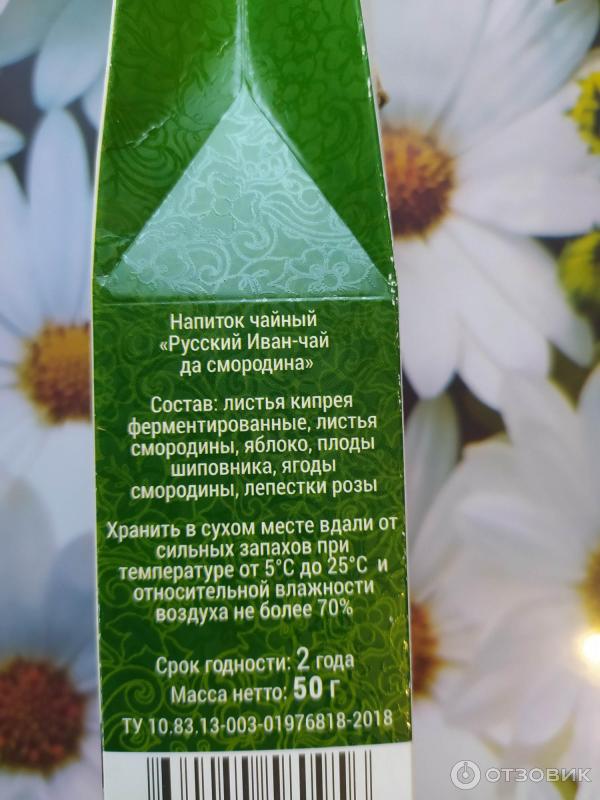 Напиток чайный
«Русский Иван-чай
да смородина»
Состав: листья кипрея
ферментированные, листья
смородины, яблоко, плоды
шиповника, ягоды
смородины, лепестки розы
Хранить в сухом месте вдали от
сильных запахов при
температуре от 5°С до 25°С и
относительной влажности
воздуха не более 70%
Срок годности: 2 года
Масса нетто: 50 г
ТУ 10.83.13-003-01976818-2018
ОТЗОВИК